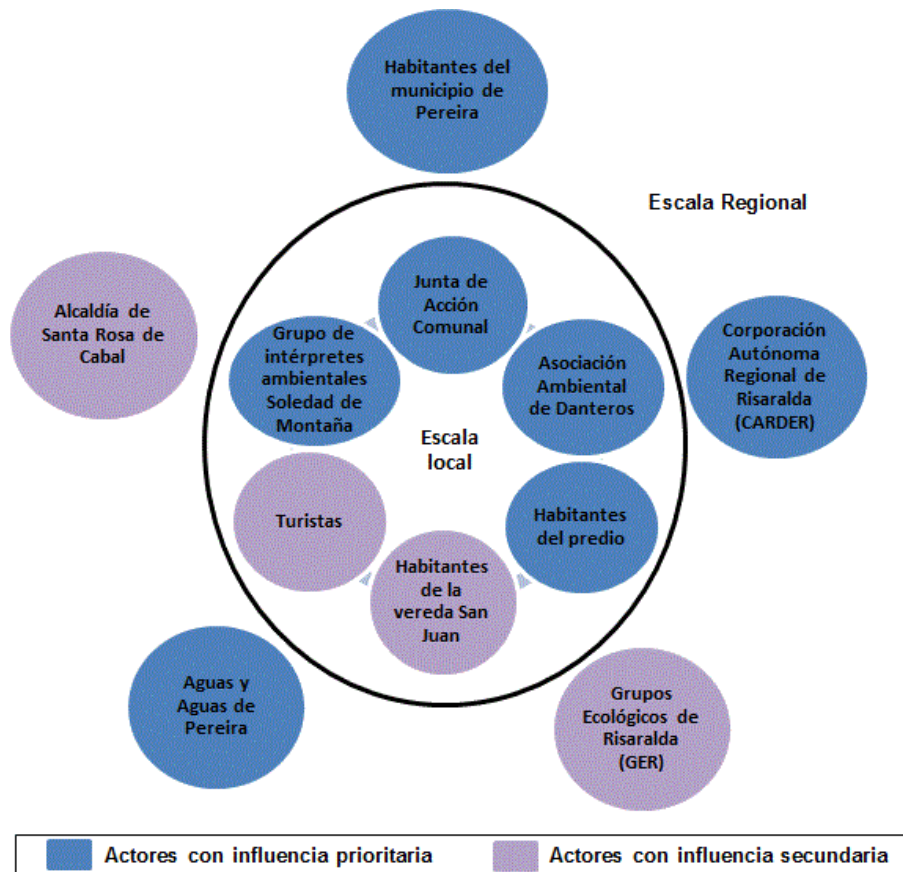 Habitantes del
municipio de
Pereira
Escala Regional
Alcaldía de
Santa Rosa de
Cabal
Junta de
Acción
Comunal
Grupo de
intérpretes
ambientales
Soledad de
Montaña
Asociación
Ambiental
de Danteros
Corporación
Autónoma
Regional de
Risaralda
(CARDER)
Escala
local
Turistas
Habitantes
del predio
Habitantes
de la
vereda San
Juan
Aguas y
Aguas de
Pereira
Grupos
Ecológicos de
Risaralda
(GER)
Actores con influencia prioritaria
Actores con influencia secundaria